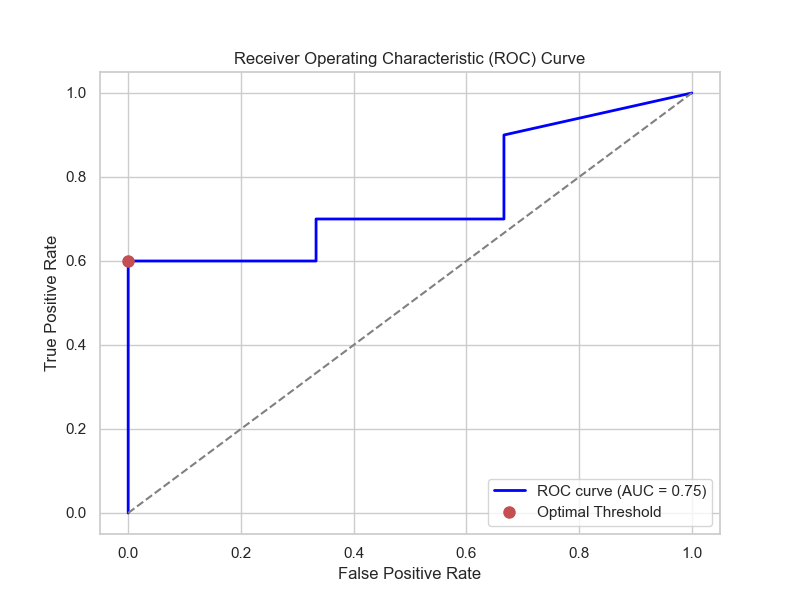 Receiver Operating Characteristic (ROC) Curve
True Positive Rate
1.0
0.8
0.6
0.4
0.2
0.0
ROC curve (AUC = 0.75)
Optimal Threshold
0.0 0.2 0.4 0.6 0.8 1.0
False Positive Rate